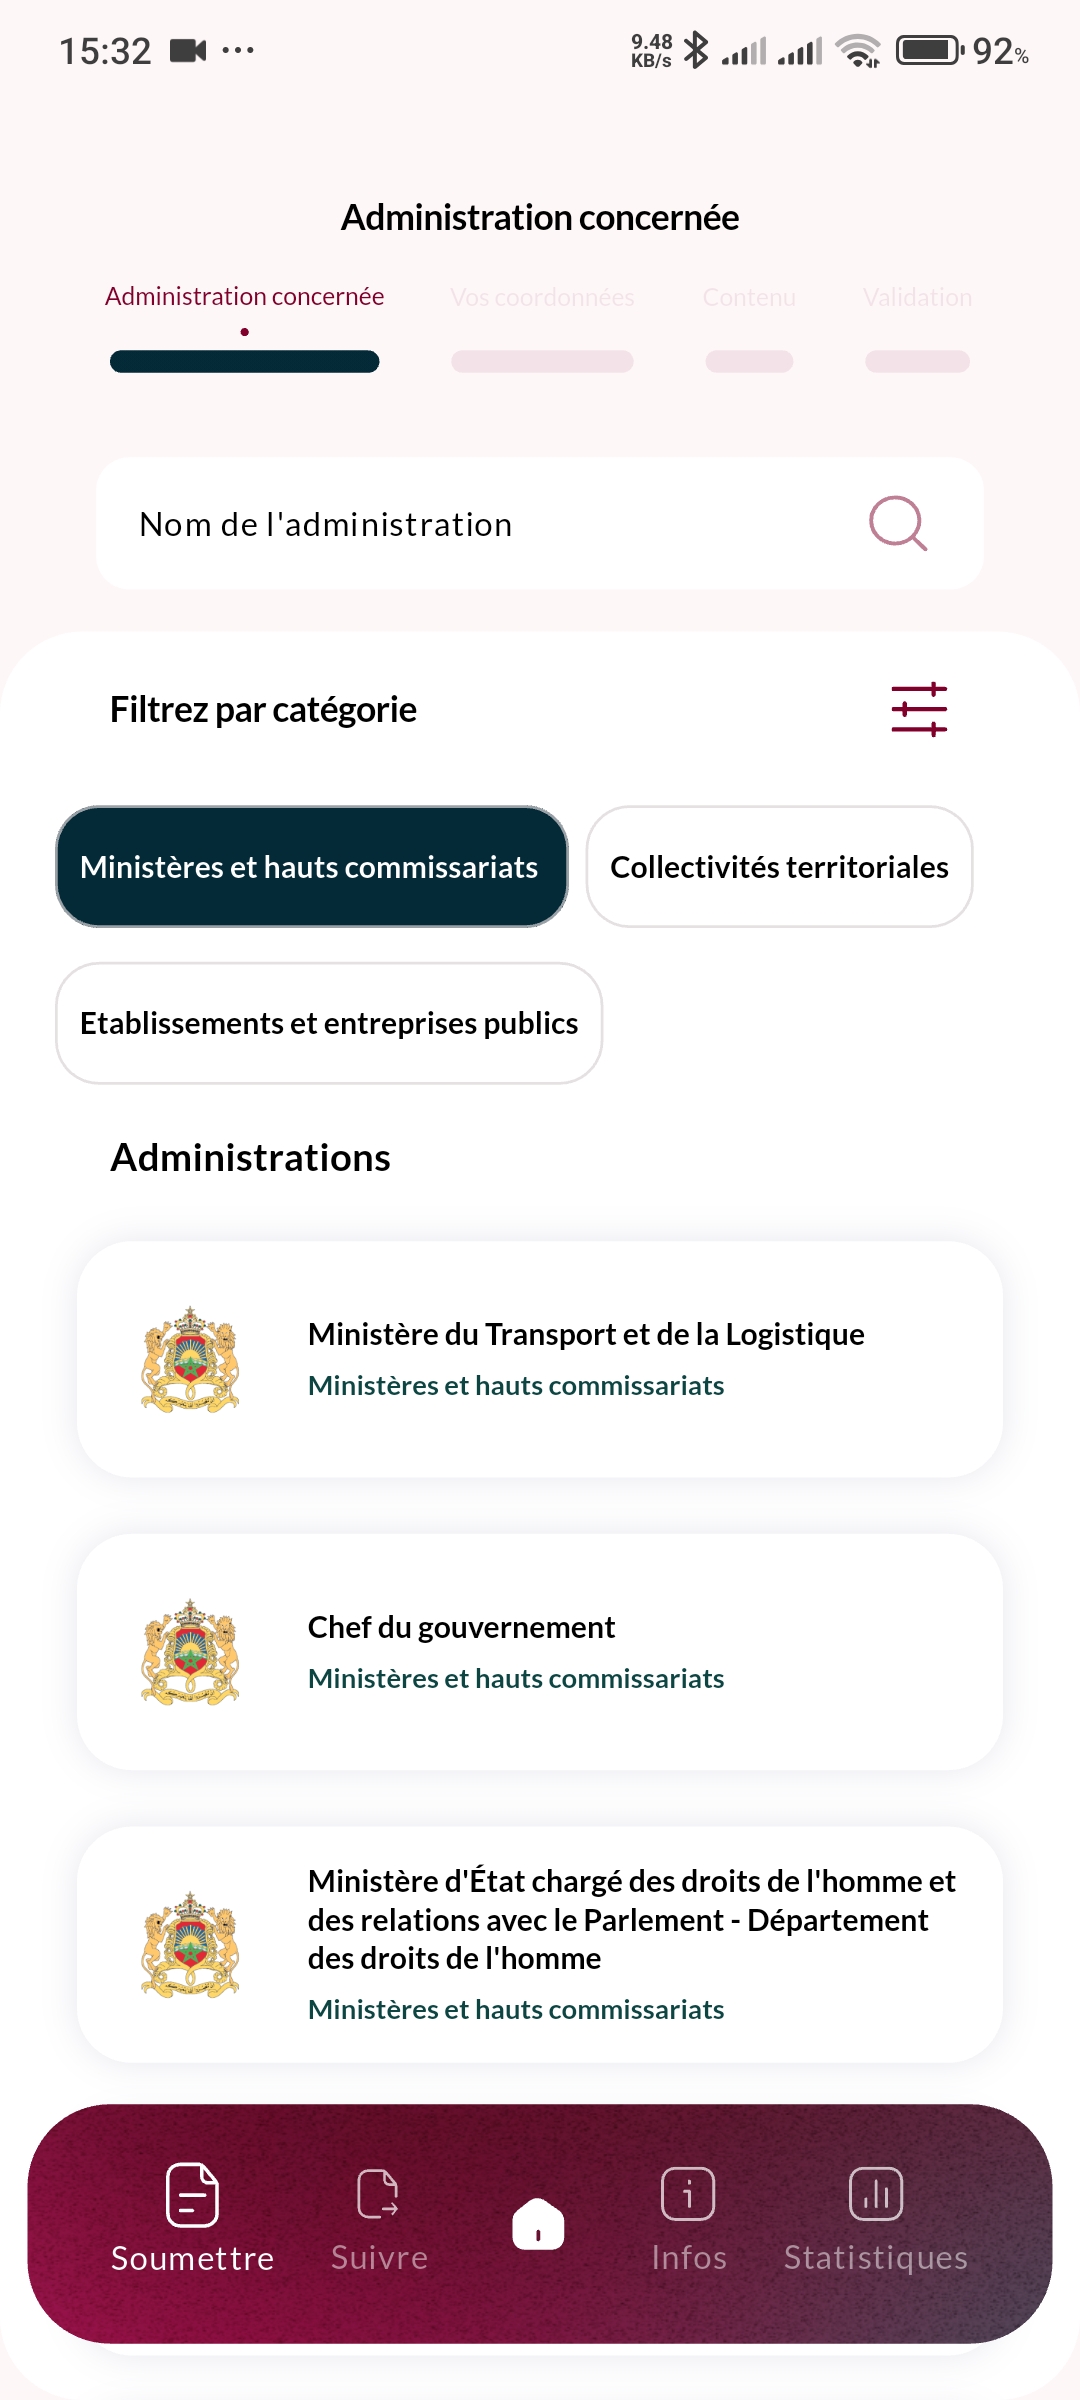 15:32
9.48 KB/s
92%
Administration concernée
Administration concernée
Vos coordonnées
Contenu
Validation
Nom de l'administration
Filtrez par catégorie
Ministères et hauts commissariats
Collectivités territoriales
Etablissements et entreprises publics
Administrations
Ministère du Transport et de la Logistique
Ministères et hauts commissariats
Chef du gouvernement
Ministères et hauts commissariats
Ministère d'État chargé des droits de l'homme et
des relations avec le Parlement - Département
des droits de l'homme
Ministères et hauts commissariats
Soumettre
Suivre
Infos
Statistiques